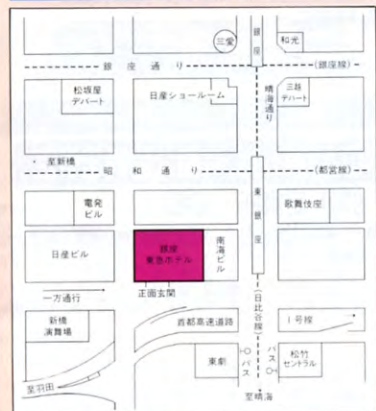 三愛
和光
銀座
銀座通り
(銀座線)
松坂屋
デパート
日産ショールーム
晴海通り
三越
デパート
至新橋
昭和通り
(都営線)
電発
ビル
東銀座
歌舞伎座
日産ビル
銀座
東急ホテル
南海ビル
一方通行
正面玄関
(日比谷線)
新橋
演舞場
首都高速道路
1号線
至羽田
東劇
バス
バス
松竹
セントラル
至晴海